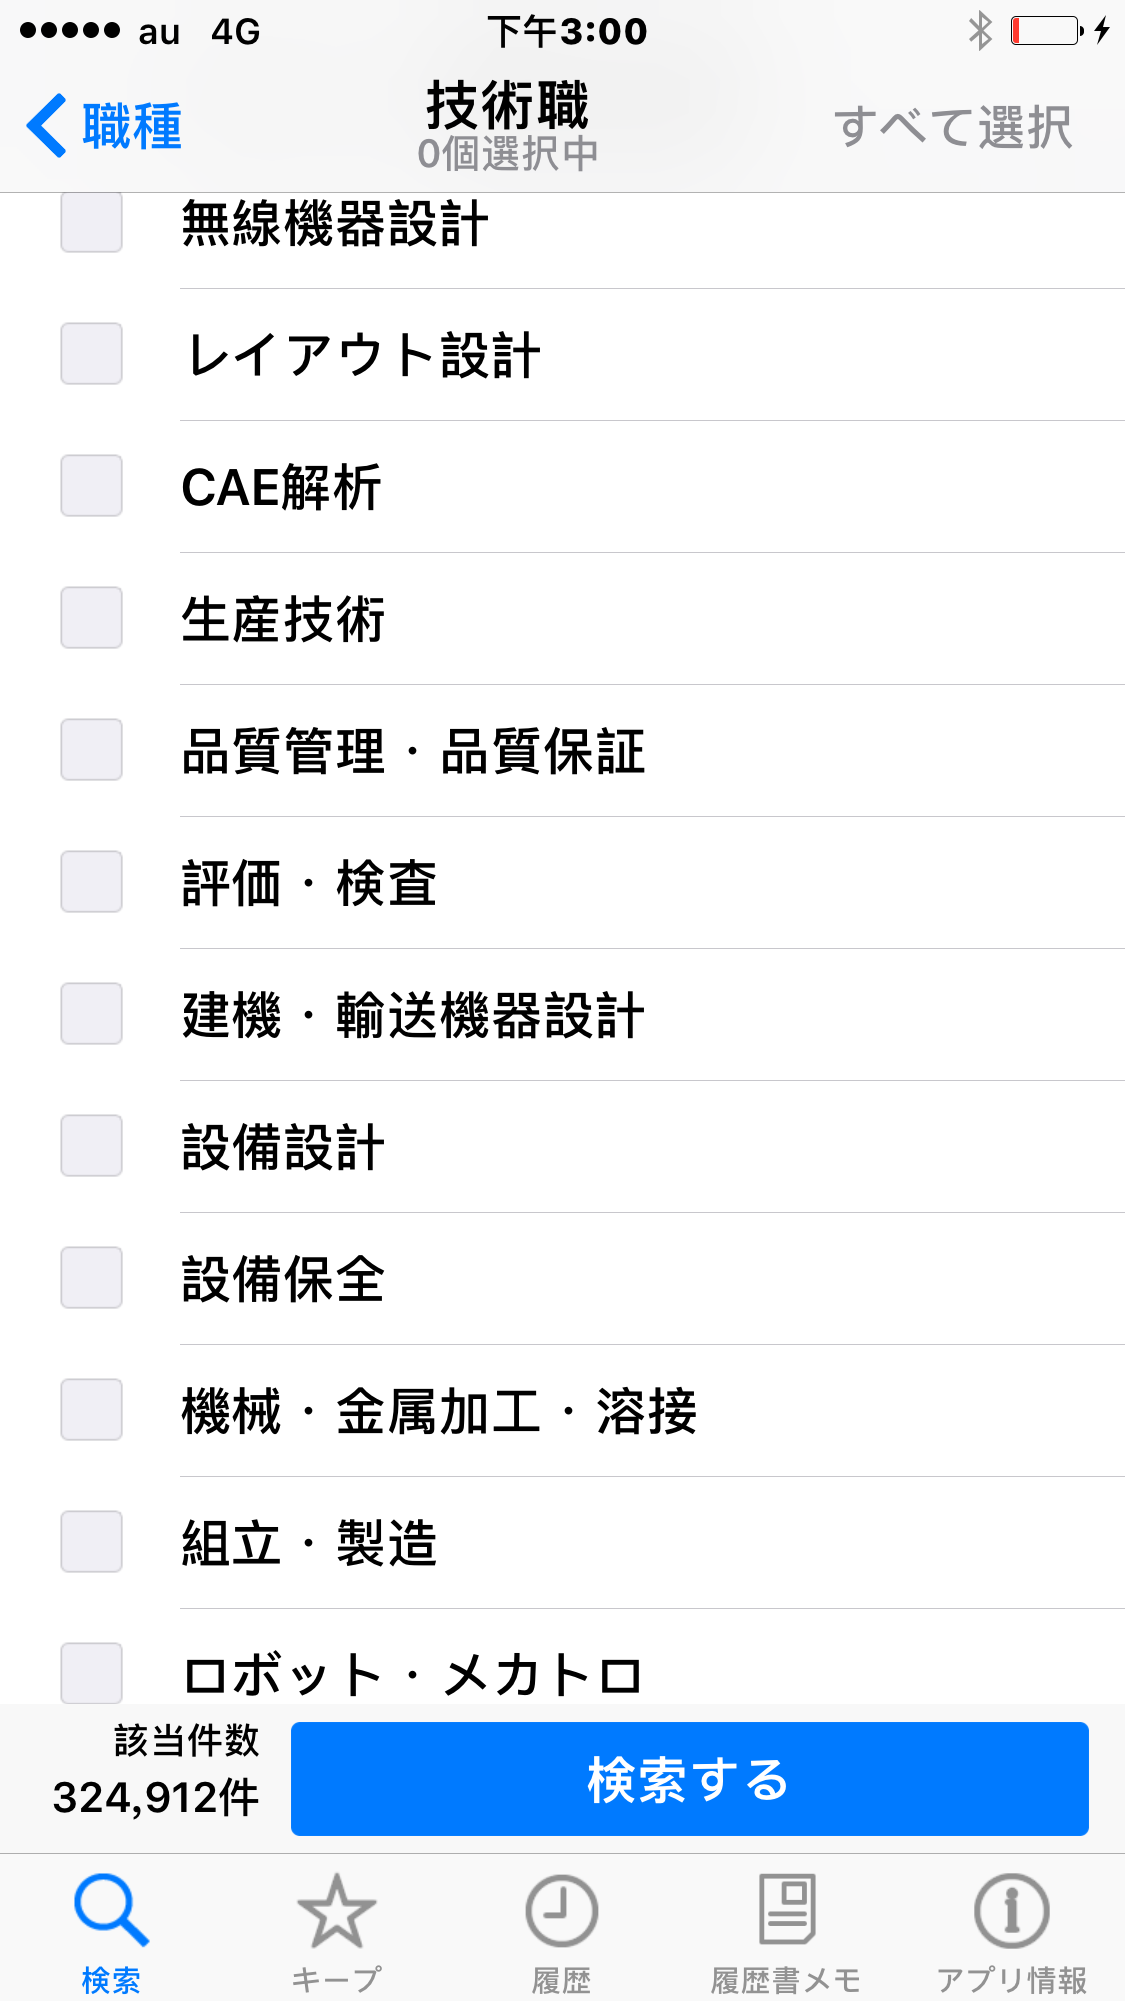 au 4G 下午3:00
職種 技術職 すべて選択
0個選択中
無線機器設計
レイアウト設計
CAE解析
生産技術
品質管理・品質保証
評価・検査
建機・輸送機器設計
設備設計
設備保全
機械・金属加工・溶接
組立・製造
ロボット・メカトロ
該当件数
324,912件
検索する
検索 キープ 履歴 履歴書メモ アプリ情報